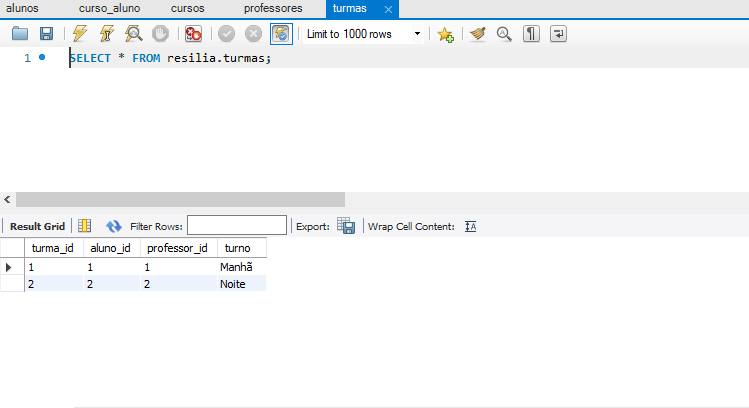 alunos curso_aluno cursos professores turmas
Limit to 1000 rows
1 SELECT * FROM resilia.turmas;
Result Grid Filter Rows: Export: Wrap Cell Content:
turma_id aluno_id professor_id turno
1 1 1 Manhã
2 2 2 Noite